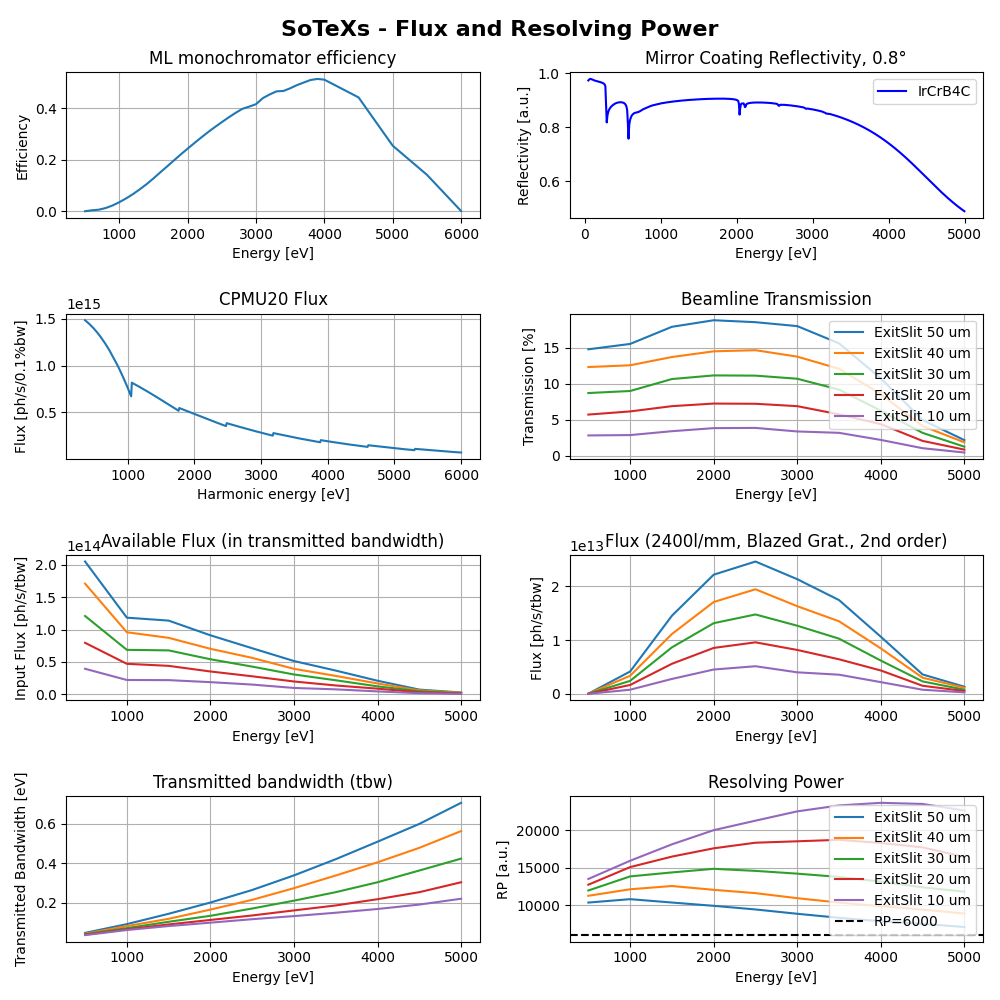 SoTeXs - Flux and Resolving Power
ML monochromator efficiency
Efficiency
0.4
0.2
0.0
1000 2000 3000 4000 5000 6000
Energy [eV]
Mirror Coating Reflectivity, 0.8°
Reflectivity [a.u.]
1.0
0.8
0.6
IrCrB4C
0 1000 2000 3000 4000 5000
Energy [eV]
CPMU20 Flux
1e15
Flux [ph/s/0.1%bw]
1.5
1.0
0.5
1000 2000 3000 4000 5000 6000
Harmonic energy [eV]
Beamline Transmission
Transmission [%]
15
10
5
0
ExitSlit 50 um
ExitSlit 40 um
ExitSlit 30 um
ExitSlit 20 um
ExitSlit 10 um
1000 2000 3000 4000 5000
Energy [eV]
1e14
Available Flux (in transmitted bandwidth)
Input Flux [ph/s/tbw]
2.0
1.5
1.0
0.5
0.0
1000 2000 3000 4000 5000
Energy [eV]
1e13
Flux (2400l/mm, Blazed Grat., 2nd order)
Flux [ph/s/tbw]
2
1
0
1000 2000 3000 4000 5000
Energy [eV]
Transmitted bandwidth (tbw)
Transmitted Bandwidth [eV]
0.6
0.4
0.2
1000 2000 3000 4000 5000
Energy [eV]
Resolving Power
RP [a.u.]
20000
15000
10000
ExitSlit 50 um
ExitSlit 40 um
ExitSlit 30 um
ExitSlit 20 um
ExitSlit 10 um
RP=6000
1000 2000 3000 4000 5000
Energy [eV]